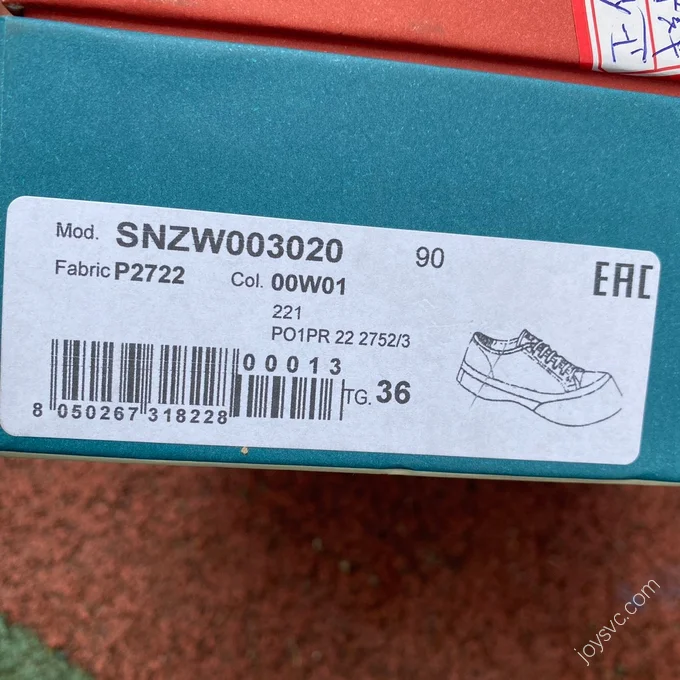 Mod. SNZW003020 90
Fabric P2722 Col. 00W01
EAC
221
PO1PR 22 2752/3
00013
TG. 36
8 050267 318228
joysvc.com